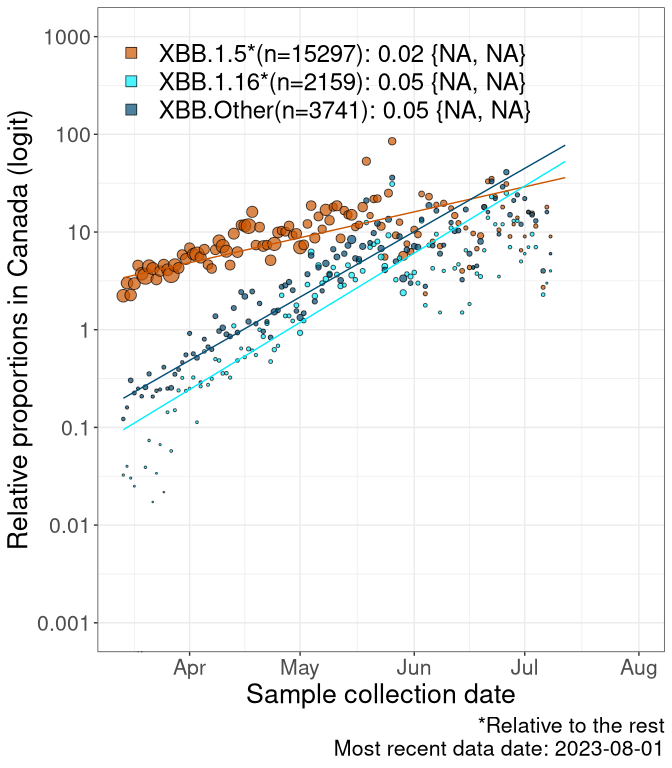 Relative proportions in Canada (logit)
1000
100
10
1
0.1
0.01
0.001
XBB.1.5*(n=15297): 0.02 {NA, NA}
XBB.1.16*(n=2159): 0.05 {NA, NA}
XBB.Other(n=3741): 0.05 {NA, NA}
Apr May Jun Jul Aug
Sample collection date
*Relative to the rest
Most recent data date: 2023-08-01